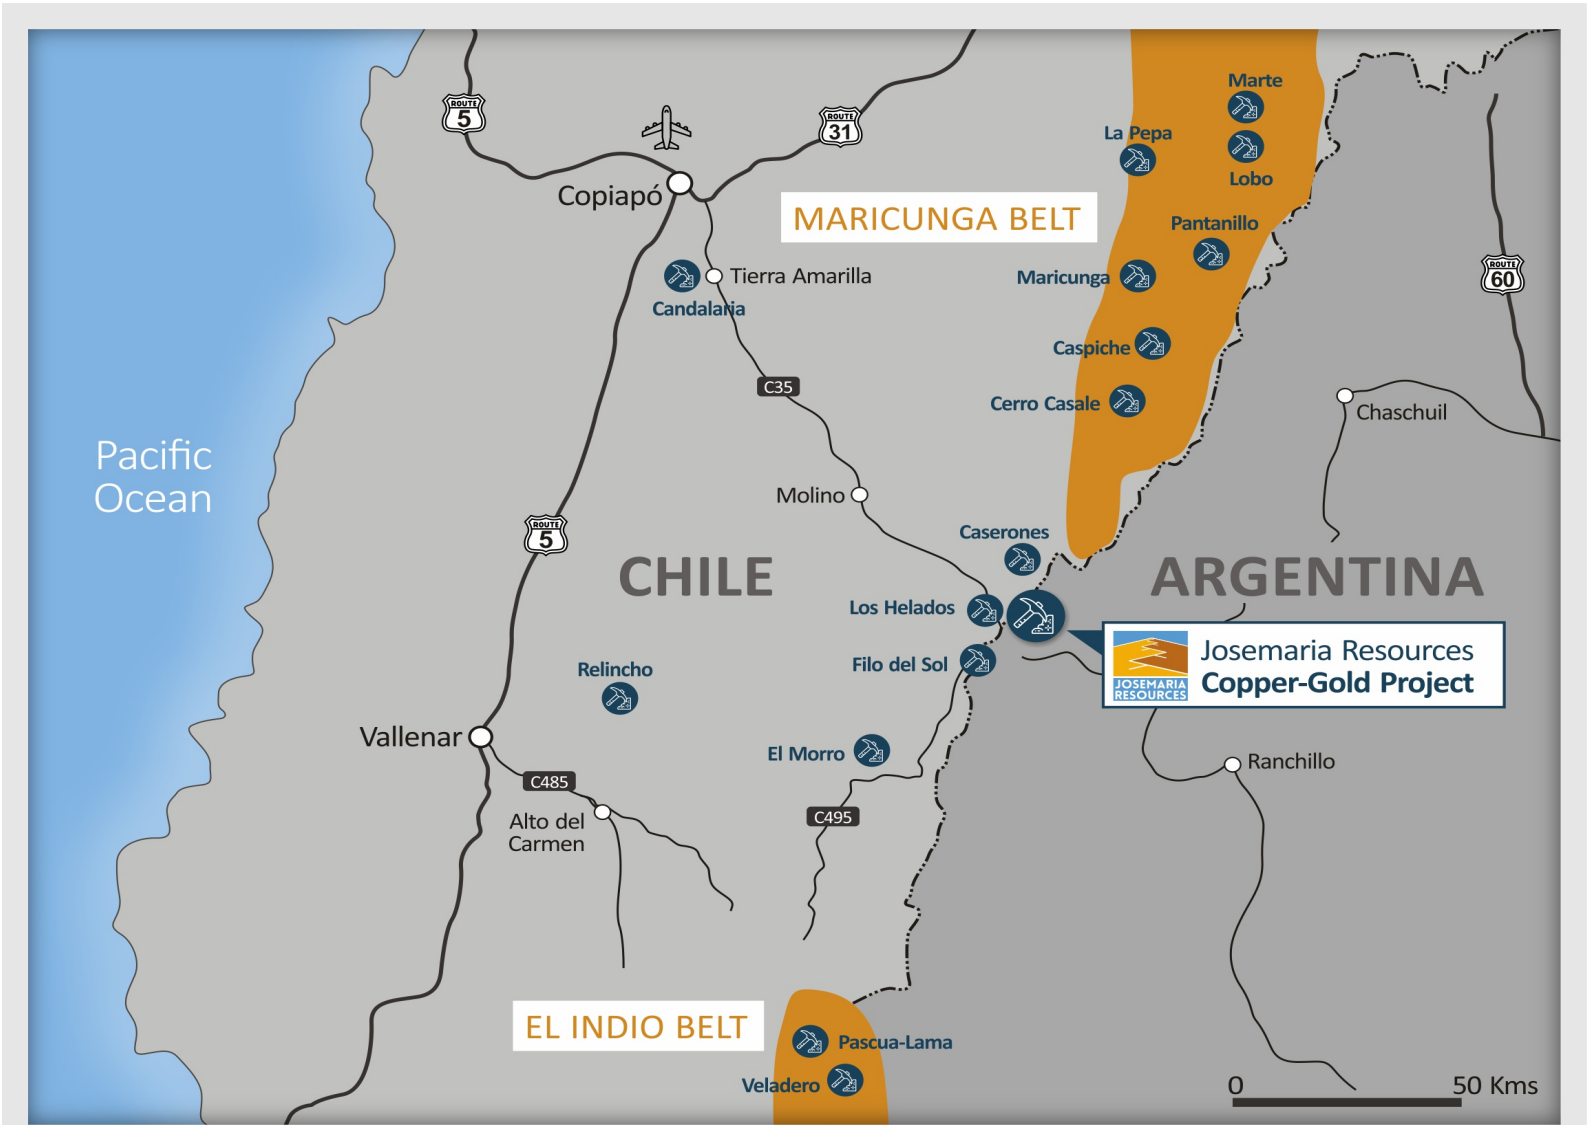 Marte
ROUTE
5
ROUTE
31
La Pepa
Lobo
Copiapó
MARICUNGA BELT
Pantanillo
ROUTE
60
Maricunga
Tierra Amarilla
Candalaria
Caspiche
C35
Cerro Casale
Chaschuil
Pacific
Ocean
Molino
ROUTE
5
Caserones
CHILE
ARGENTINA
Los Helados
Josemaria Resources
Copper-Gold Project
JOSEMARIA
RESOURCES
Filo del Sol
Relincho
Vallenar
El Morro
Ranchillo
C485
C495
Alto del
Carmen
EL INDIO BELT
Pascua-Lama
Veladero
0
50 Kms